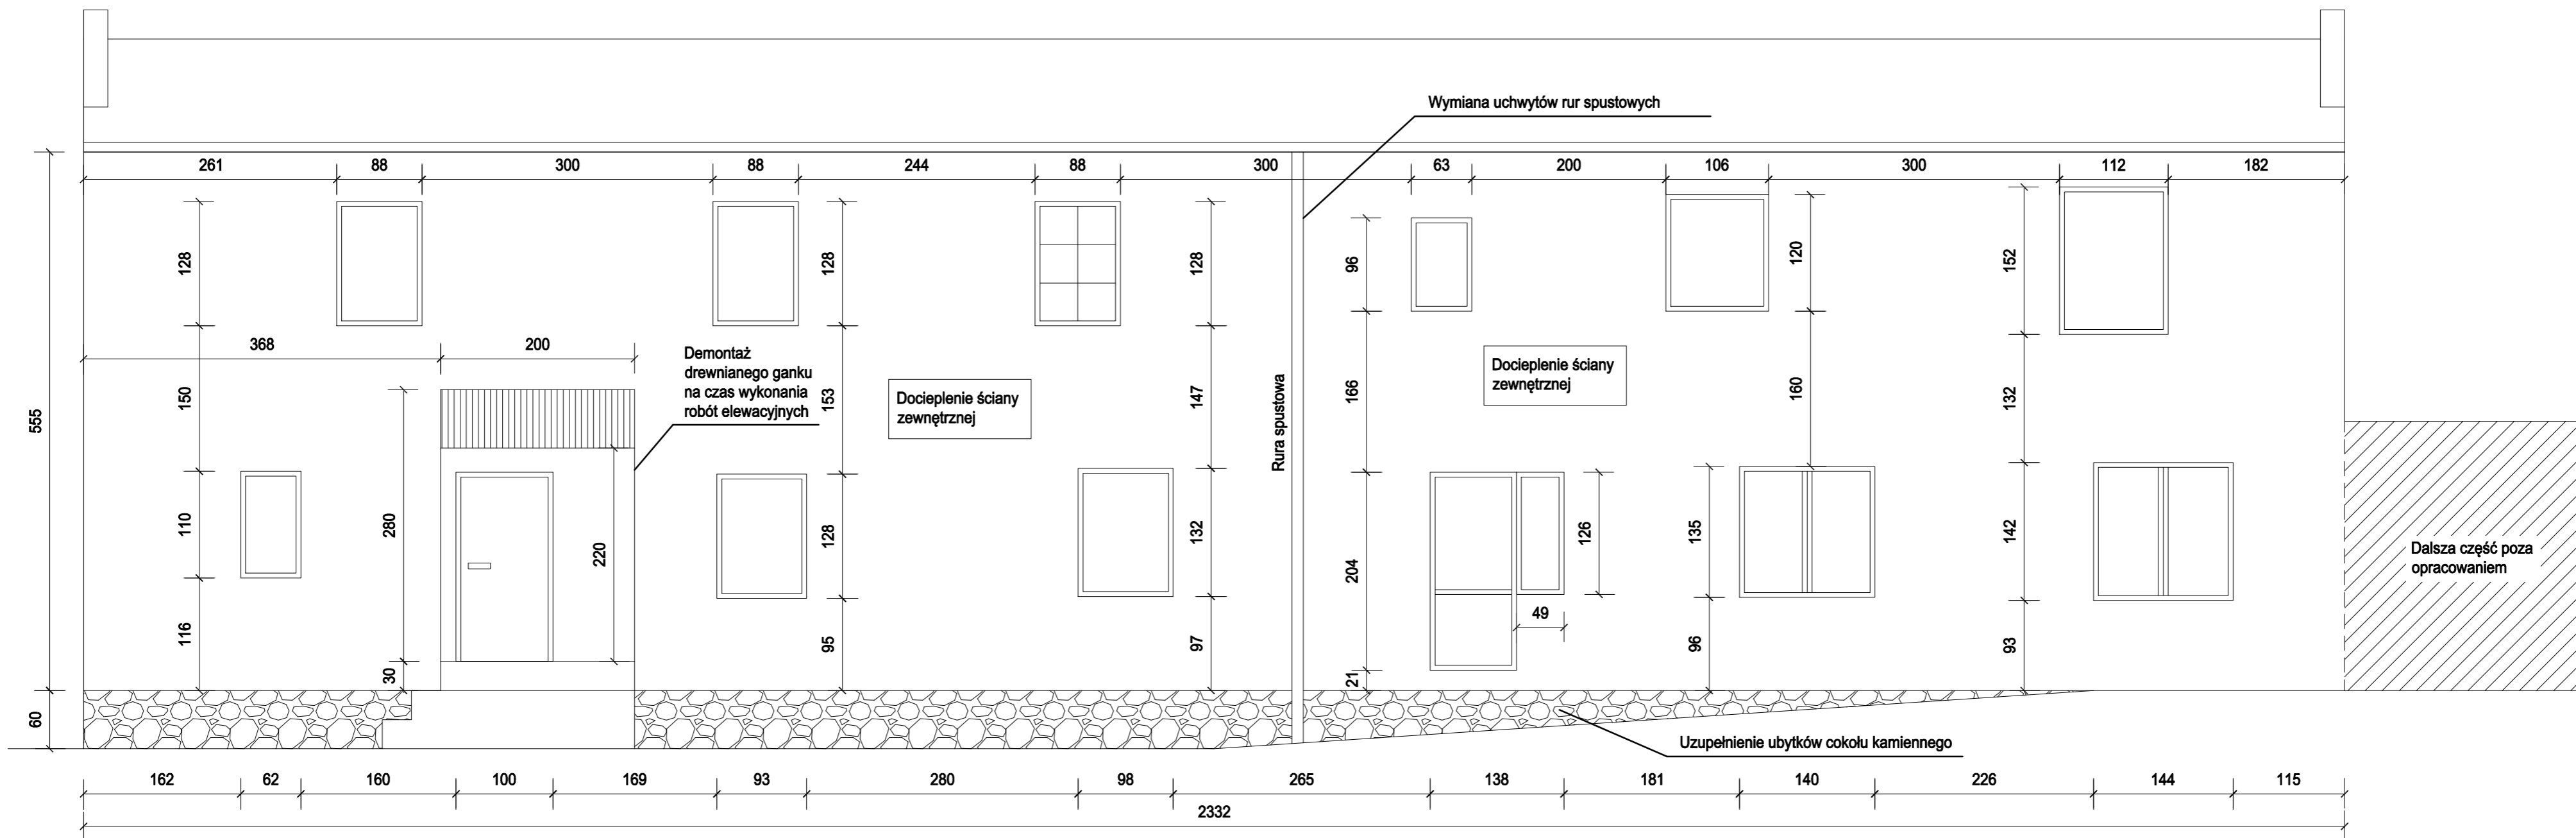 Wymiana uchwytów rur spustowych
261 88 300 88 244 88 300 63 200 106 300 112 182
128
128
128
96
120
152
368 200
Demontaż
drewnianego ganku
na czas wykonania
robót elewacyjnych
Docieplenie ściany
zewnętrznej
Docieplenie ściany
zewnętrznej
Rura spustowa
555
150
153
147
166
160
132
110
280
220
128
132
204
126
135
142
49
Dalsza część poza
opracowaniem
116
30
95
97
21
96
93
60
Uzupełnienie ubytków cokołu kamiennego
162 62 160 100 169 93 280 98 265 138 181 140 226 144 115
2332